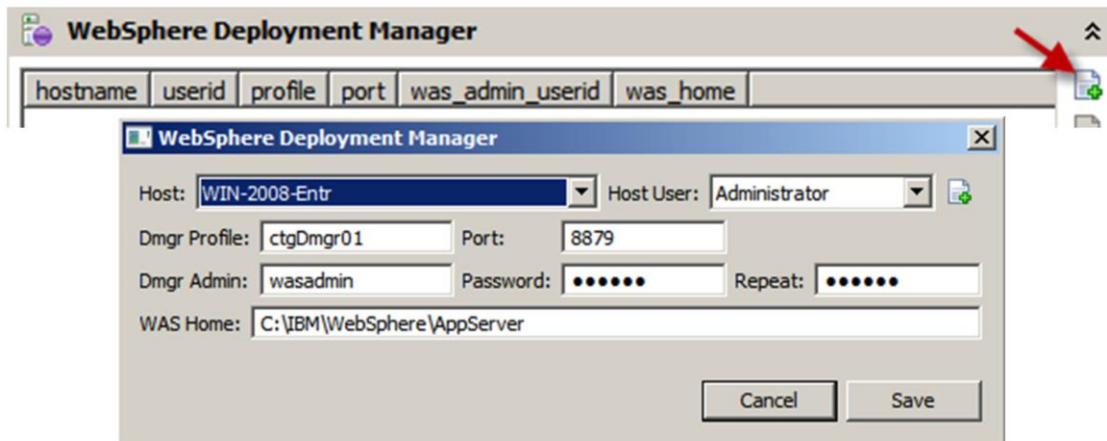 WebSphere Deployment Manager
hostname userid profile port was_admin_userid was_home
WebSphere Deployment Manager
Host: WIN-2008-Entr Host User: Administrator
Dmgr Profile: ctgDmgr01 Port: 8879
Dmgr Admin: wasadmin Password: ●●●●●● Repeat: ●●●●●●
WAS Home: C:\IBM\WebSphere\AppServer
Cancel Save